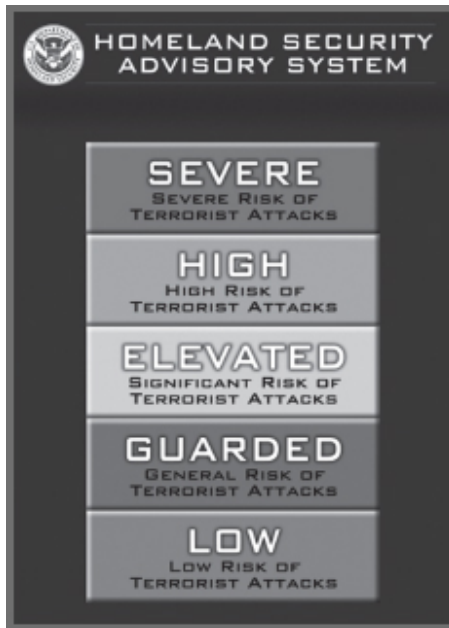 HOMELAND SECURITY
ADVISORY SYSTEM
SEVERE
SEVERE RISK OF
TERRORIST ATTACKS
HIGH
HIGH RISK OF
TERRORIST ATTACKS
ELEVATED
SIGNIFICANT RISK OF
TERRORIST ATTACKS
GUARDED
GENERAL RISK OF
TERRORIST ATTACKS
LOW
LOW RISK OF
TERRORIST ATTACKS